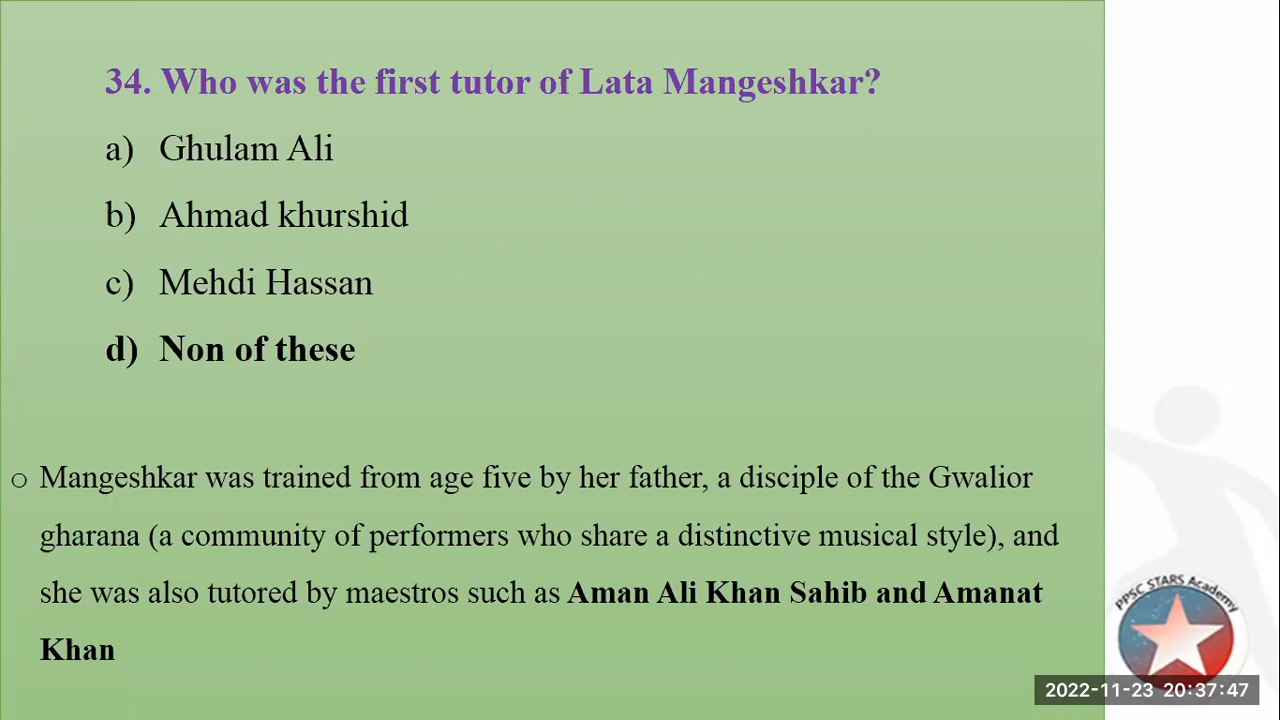 34. Who was the first tutor of Lata Mangeshkar?
a) Ghulam Ali
b) Ahmad khurshid
c) Mehdi Hassan
d) Non of these
o Mangeshkar was trained from age five by her father, a disciple of the Gwalior
gharana (a community of performers who share a distinctive musical style), and
she was also tutored by maestros such as Aman Ali Khan Sahib and Amanat
Khan
PPSC STARS Academy
2022-11-23 20:37:47